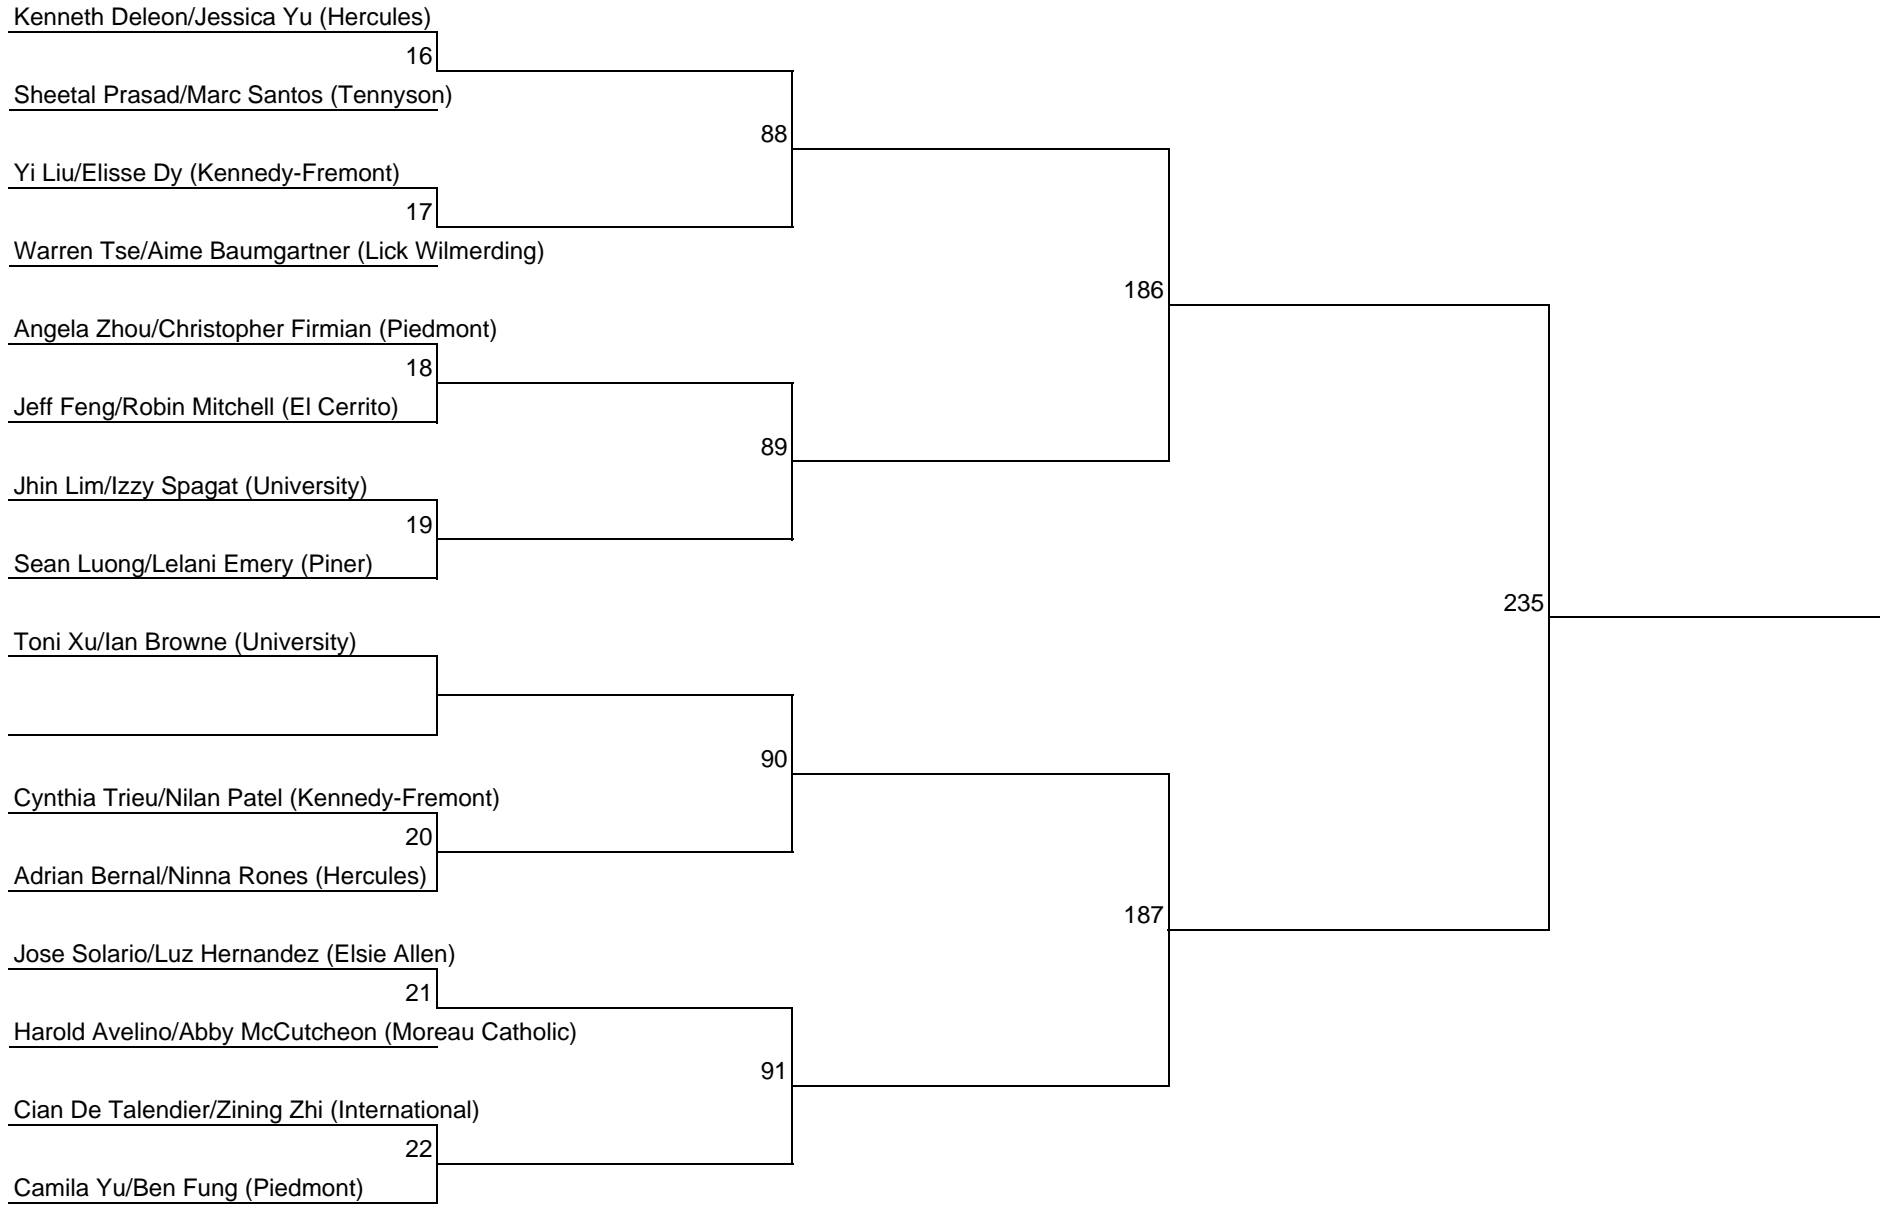 Kenneth Deleon/Jessica Yu (Hercules)
16
Sheetal Prasad/Marc Santos (Tennyson)
88
Yi Liu/Elisse Dy (Kennedy-Fremont)
17
Warren Tse/Aime Baumgartner (Lick Wilmerding)
186
Angela Zhou/Christopher Firmian (Piedmont)
18
Jeff Feng/Robin Mitchell (El Cerrito)
89
Jhin Lim/Izzy Spagat (University)
19
Sean Luong/Lelani Emery (Piner)
235
Toni Xu/Ian Browne (University)
90
Cynthia Trieu/Nilan Patel (Kennedy-Fremont)
20
Adrian Bernal/Ninna Rones (Hercules)
187
Jose Solario/Luz Hernandez (Elsie Allen)
21
Harold Avelino/Abby McCutcheon (Moreau Catholic)
91
Cian De Talendier/Zining Zhi (International)
22
Camila Yu/Ben Fung (Piedmont)